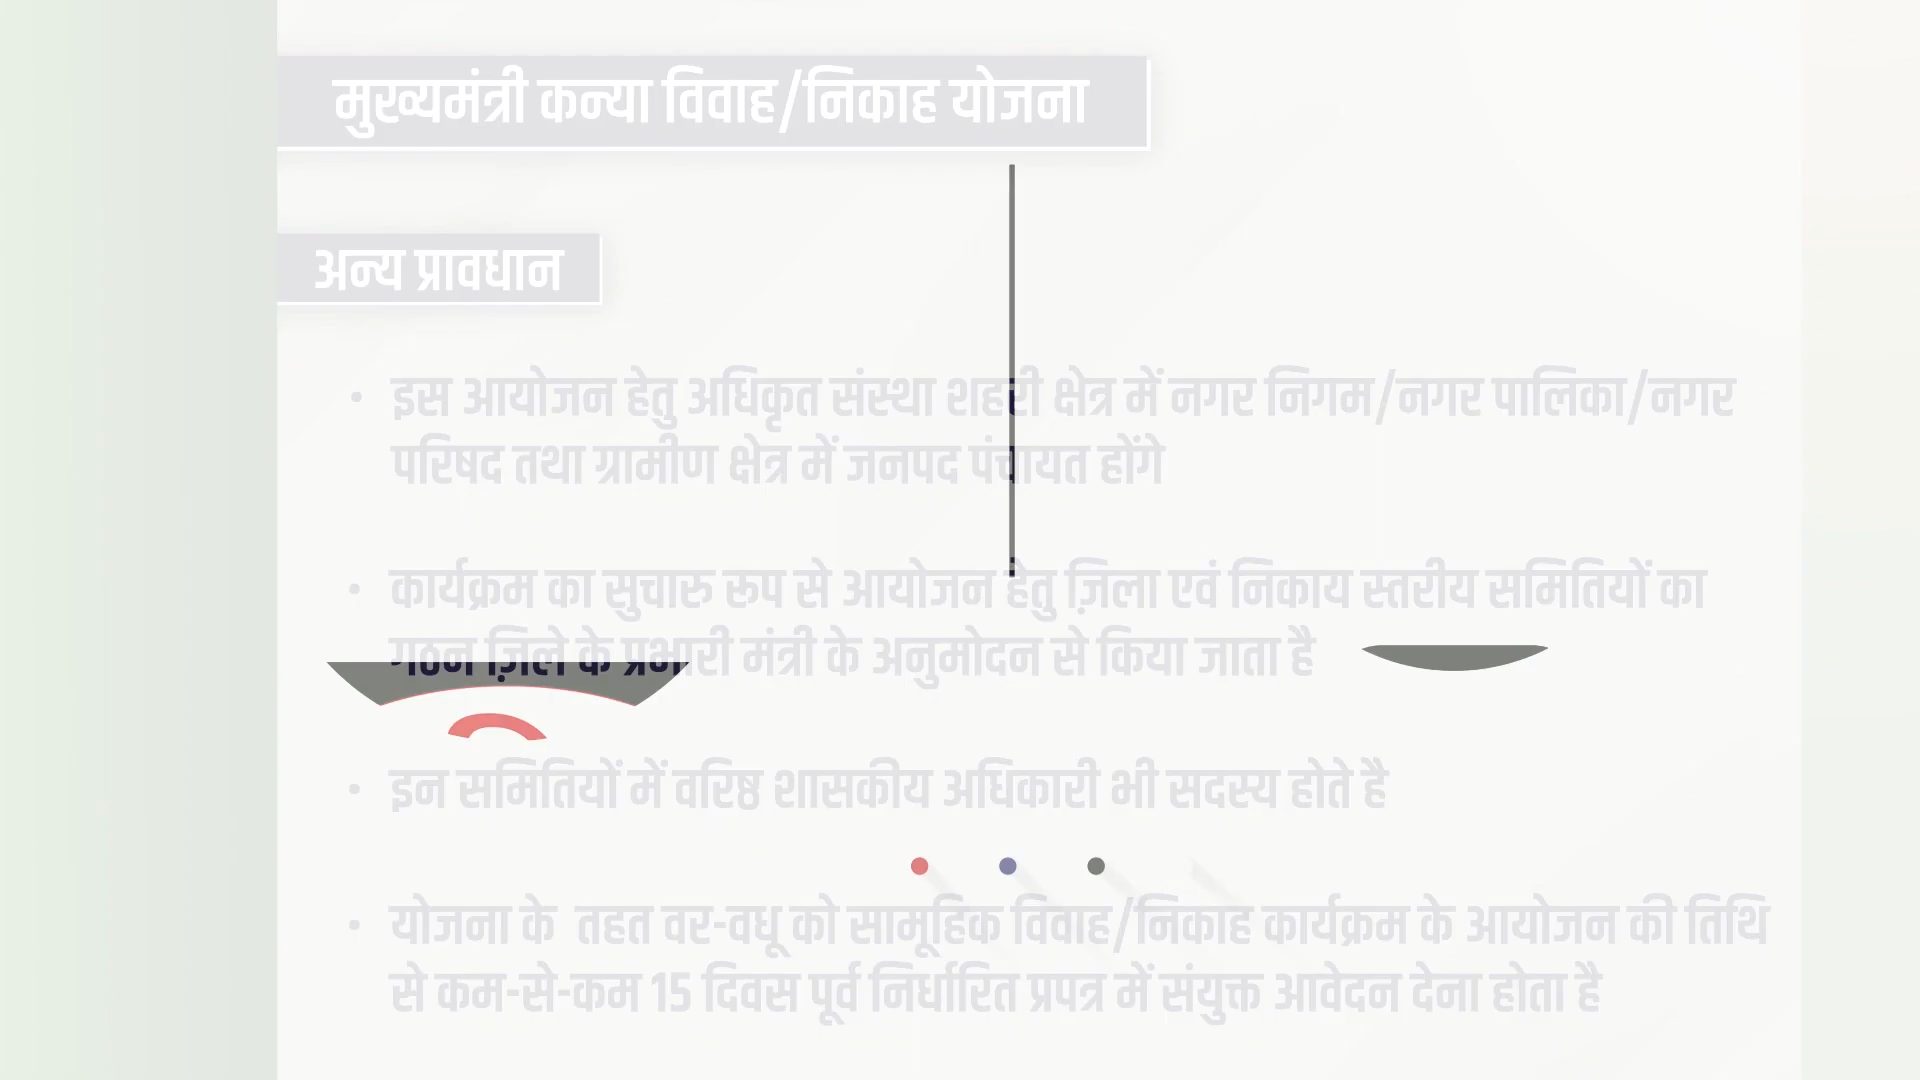 मुख्यमंत्री कन्या विवाह/निकाह योजना
अन्य प्रावधान
• इस आयोजन हेतु अधिकृत संस्था शहरी क्षेत्र में नगर निगम/नगर पालिका/नगर
परिषद तथा ग्रामीण क्षेत्र में जनपद पंचायत होंगे
• कार्यक्रम का सुचारु रूप से आयोजन हेतु ज़िला एवं निकाय स्तरीय समितियों का
गठन ज़िले के प्रभारी मंत्री के अनुमोदन से किया जाता है
• इन समितियों में वरिष्ठ शासकीय अधिकारी भी सदस्य होते है
• योजना के तहत वर-वधू को सामूहिक विवाह/निकाह कार्यक्रम के आयोजन की तिथि
से कम-से-कम 15 दिवस पूर्व निर्धारित प्रपत्र में संयुक्त आवेदन देना होता है